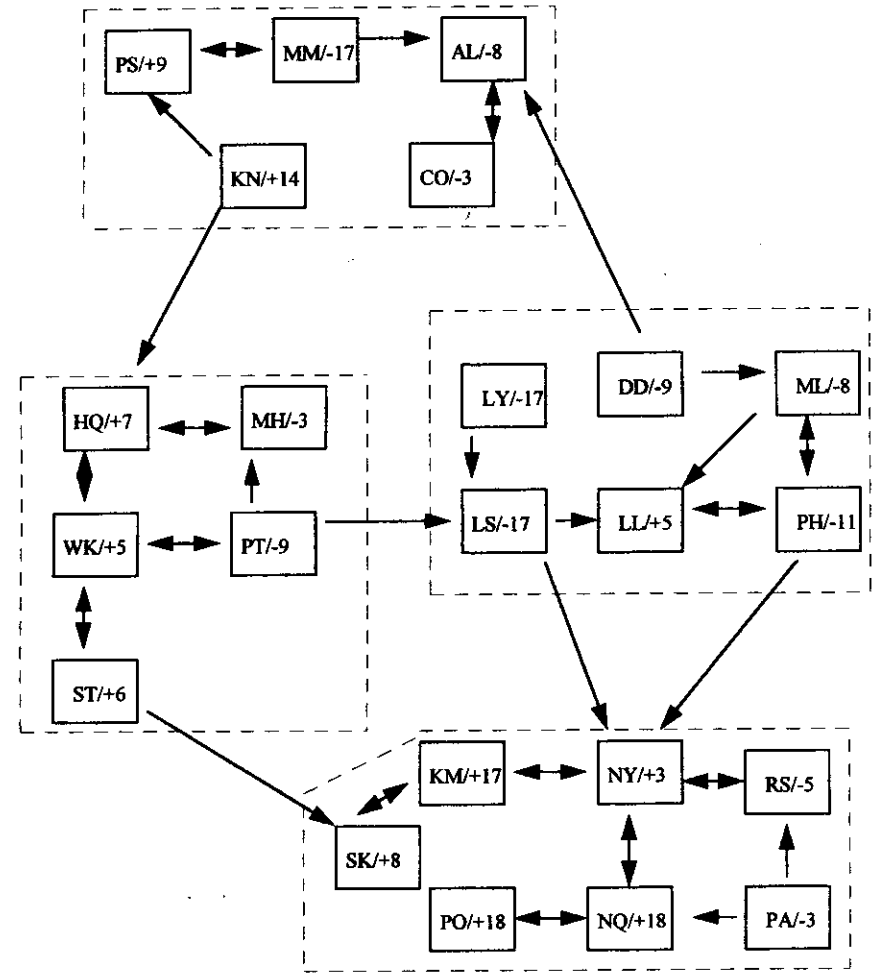 PS/+9
MM/-17
AL/-8
KN/+14
CO/-3
HQ/+7
MH/-3
WK/+5
PT/-9
ST/+6
LY/-17
DD/-9
ML/-8
LS/-17
LL/+5
PH/-11
KM/+17
NY/+3
RS/-5
SK/+8
PO/+18
NQ/+18
PA/-3